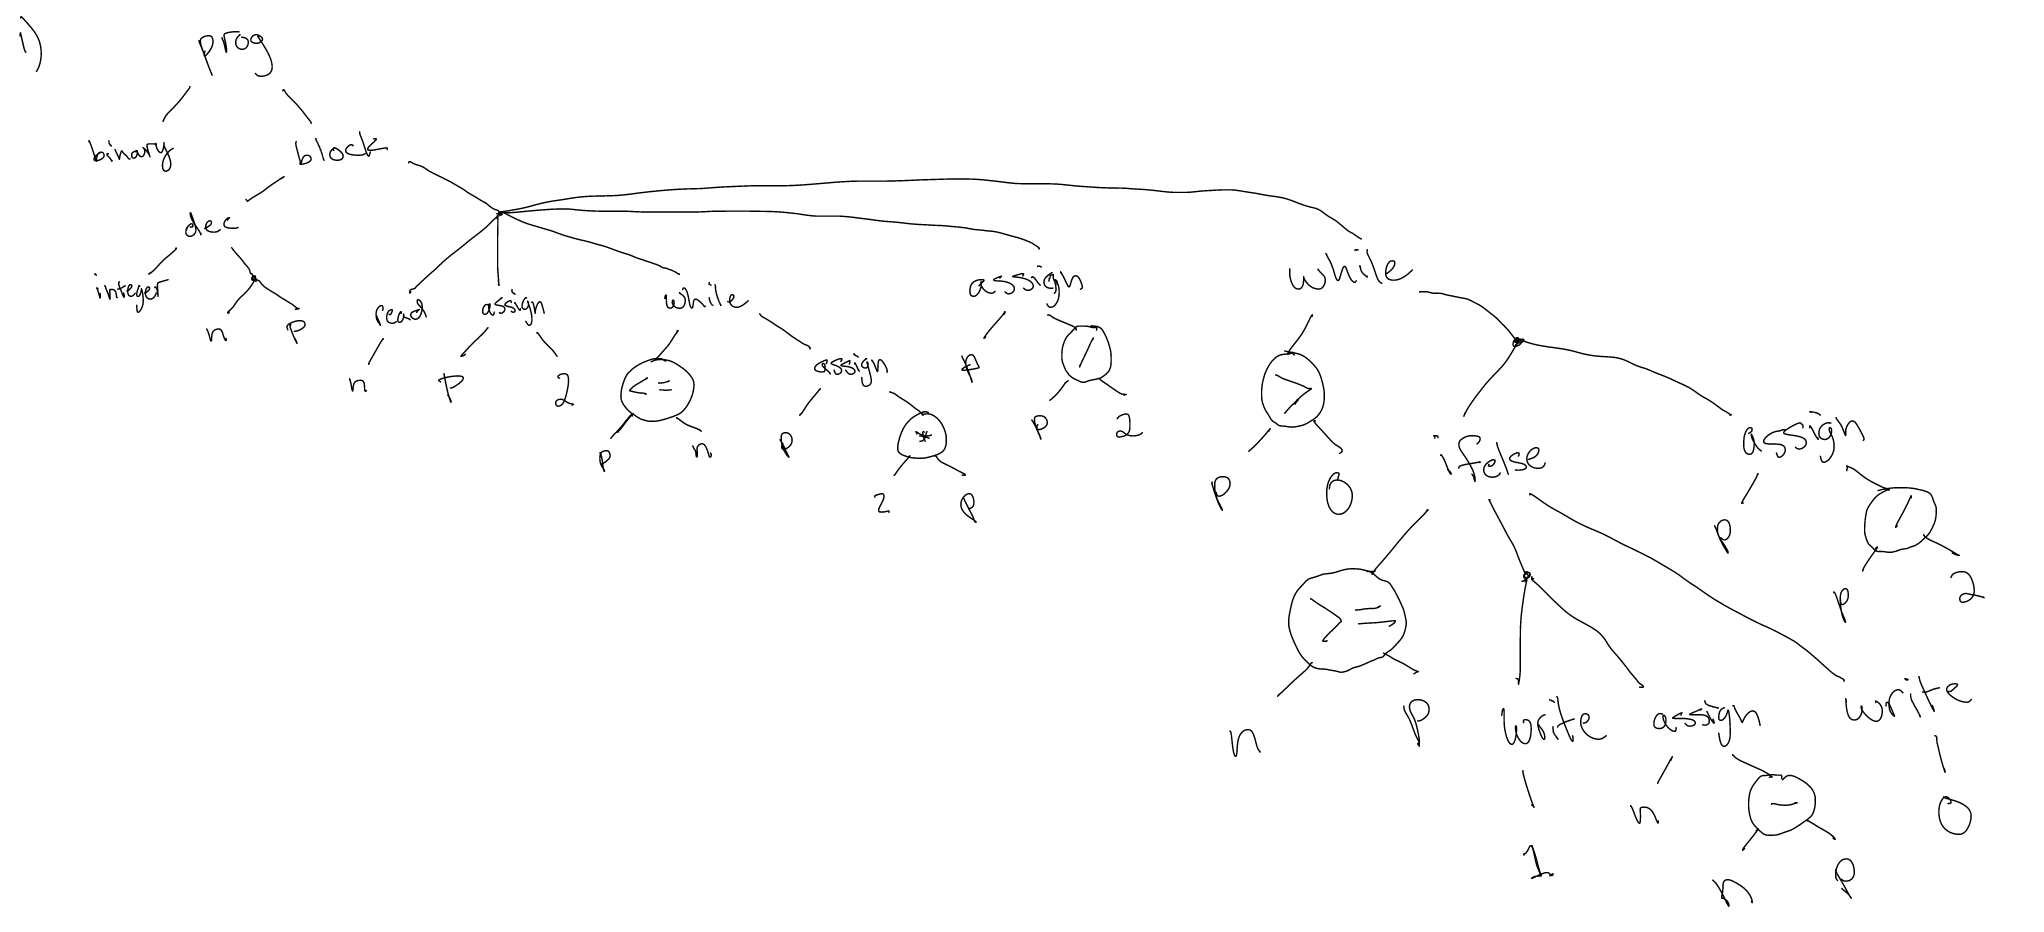 1)
prog
binary block
dec
integer
n p
read assign while assign while
n p 2 <= assign p / > ifelse assign
p n p * p 2 p 0 p /
2 p p 2
>= write assign write
n p 1 n - 0
n p